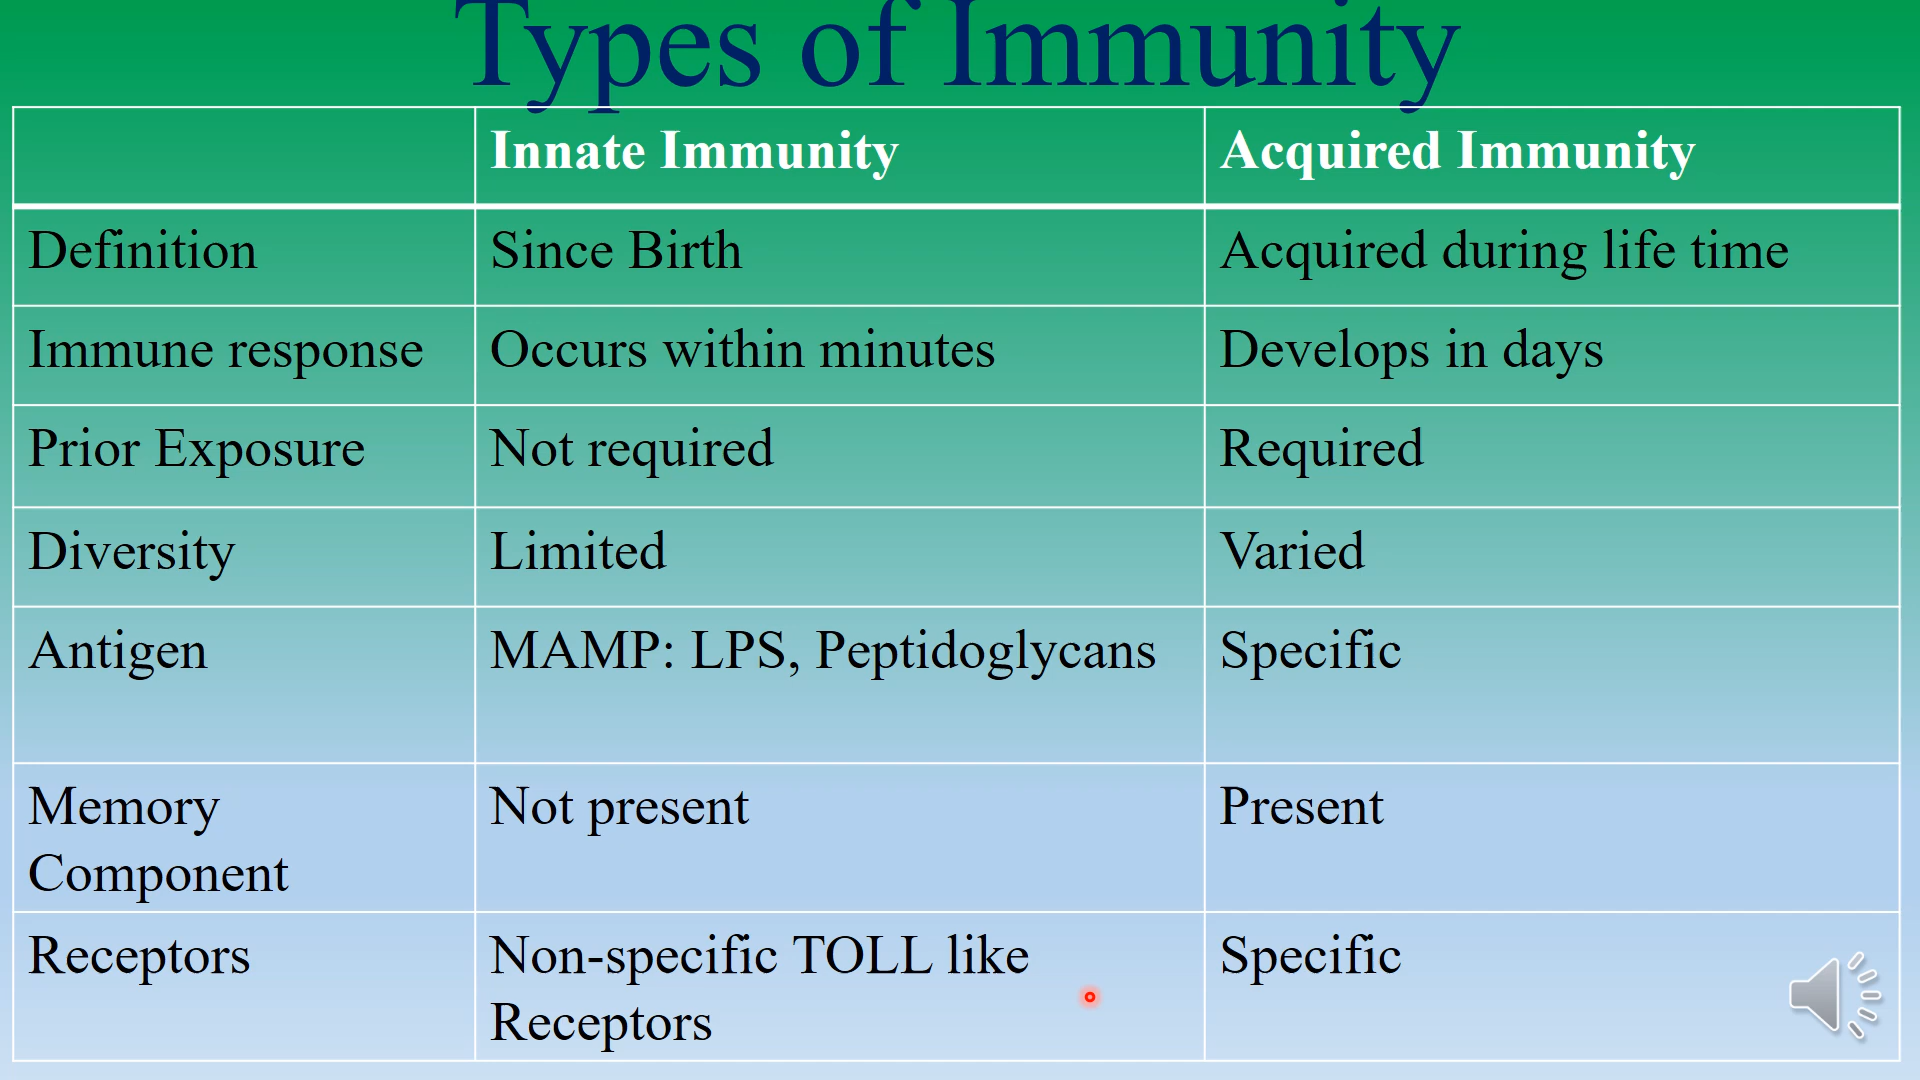 Types of Immunity
Innate Immunity Acquired Immunity
Definition Since Birth Acquired during life time
Immune response Occurs within minutes Develops in days
Prior Exposure Not required Required
Diversity Limited Varied
Antigen MAMP: LPS, Peptidoglycans Specific
Memory Not present Present
Component
Receptors Non-specific TOLL like Specific
Receptors